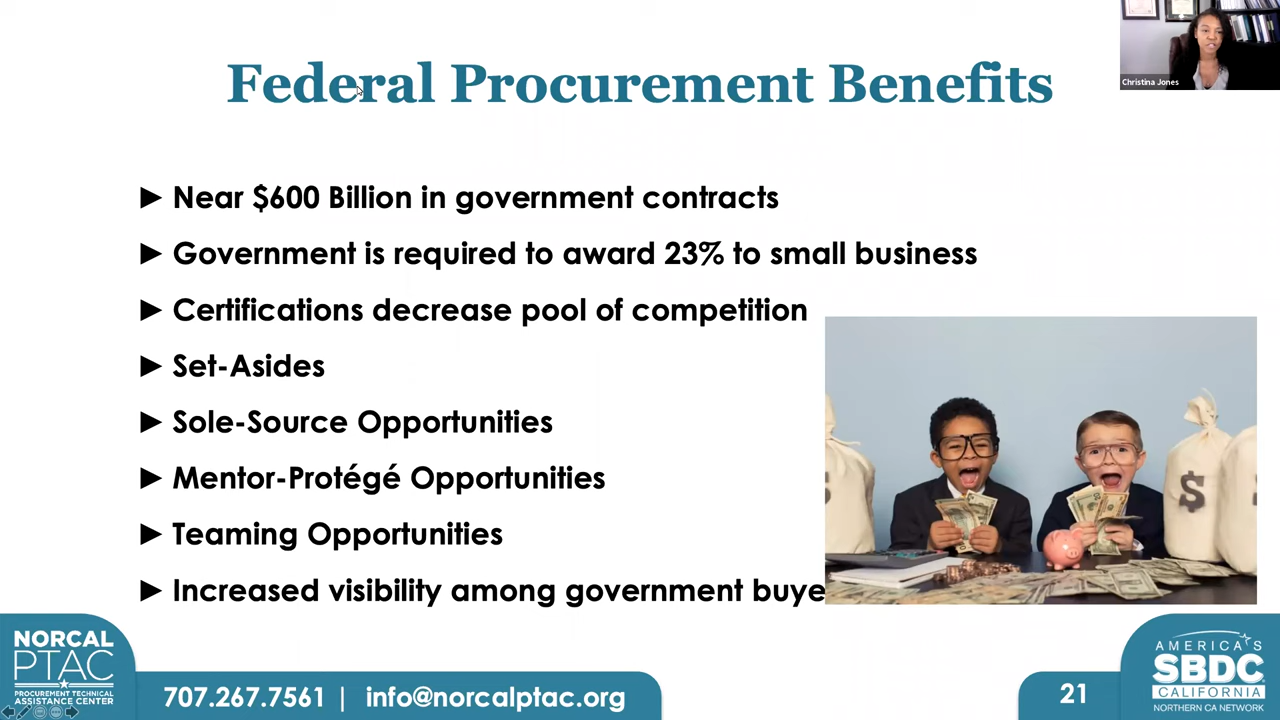 Federal Procurement Benefits
Christina Jones
► Near $600 Billion in government contracts
► Government is required to award 23% to small business
► Certifications decrease pool of competition
► Set-Asides
► Sole-Source Opportunities
► Mentor-Protégé Opportunities
► Teaming Opportunities
► Increased visibility among government buye
$
NORCAL
PTAC
PROCUREMENT TECHNICAL
ASSISTANCE CENTER
707.267.7561 | info@norcalptac.org
21
AMERICA'S
SBDC
CALIFORNIA
NORTHERN CA NETWORK